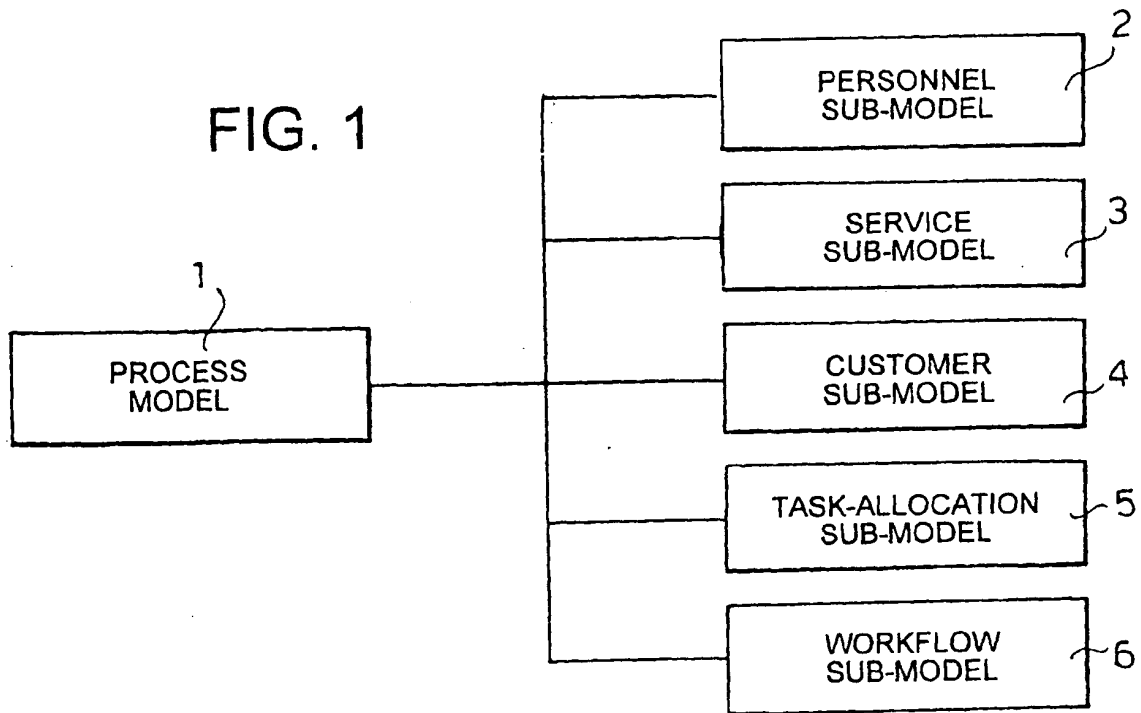 FIG. 1
1
PROCESS
MODEL
2
PERSONNEL
SUB-MODEL
3
SERVICE
SUB-MODEL
4
CUSTOMER
SUB-MODEL
5
TASK-ALLOCATION
SUB-MODEL
6
WORKFLOW
SUB-MODEL